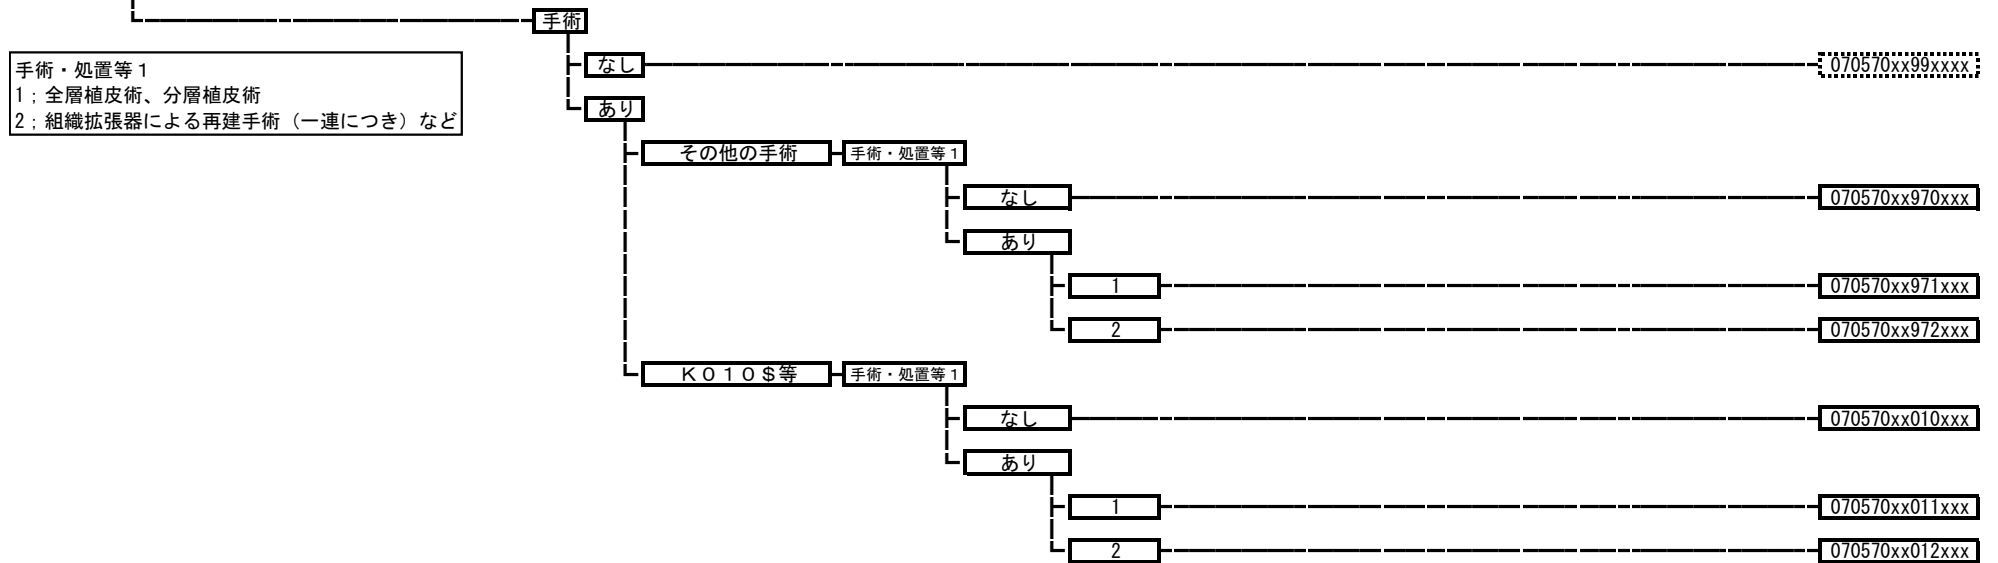 手術
手術・処置等1
1；全層植皮術、分層植皮術
2；組織拡張器による再建手術（一連につき）など
なし
070570xx99xxxx
あり
その他の手術
手術・処置等1
なし
070570xx970xxx
あり
1
070570xx971xxx
2
070570xx972xxx
K010$等
手術・処置等1
なし
070570xx010xxx
あり
1
070570xx011xxx
2
070570xx012xxx